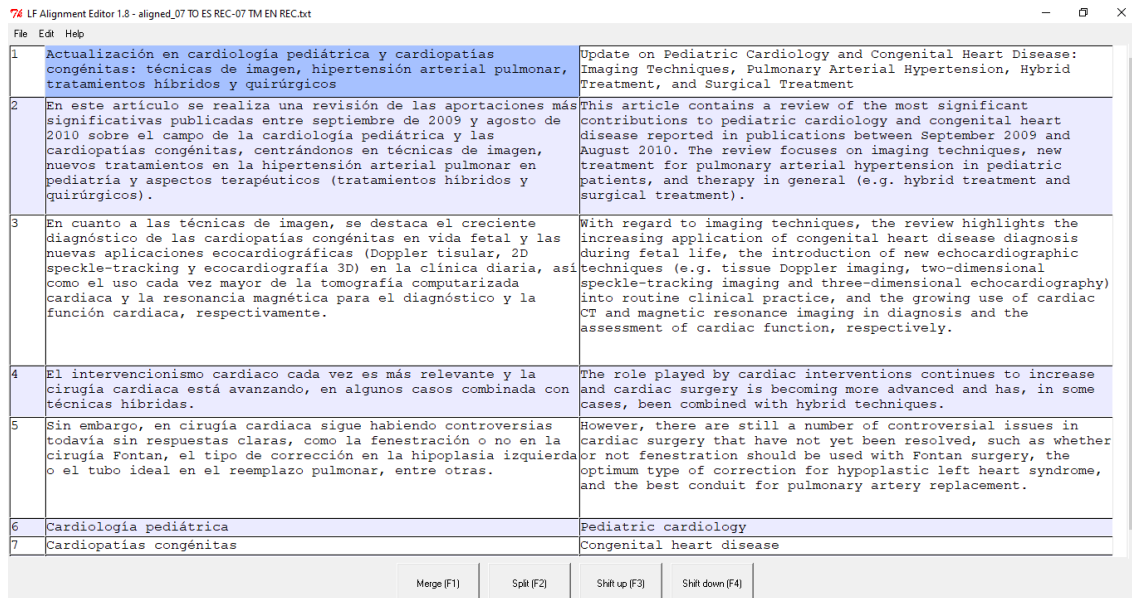 LF Alignment Editor 1.8 - aligned_07 TO ES REC-07 TM EN REC.txt
File Edit Help
1
Actualización en cardiología pediátrica y cardiopatías
congénitas: técnicas de imagen, hipertensión arterial pulmonar,
tratamientos híbridos y quirúrgicos
Update on Pediatric Cardiology and Congenital Heart Disease:
Imaging Techniques, Pulmonary Arterial Hypertension, Hybrid
Treatment, and Surgical Treatment
2
En este artículo se realiza una revisión de las aportaciones más
significativas publicadas entre septiembre de 2009 y agosto de
2010 sobre el campo de la cardiología pediátrica y las
cardiopatías congénitas, centrándonos en técnicas de imagen,
nuevos tratamientos en la hipertensión arterial pulmonar en
pediatría y aspectos terapéuticos (tratamientos híbridos y
quirúrgicos).
This article contains a review of the most significant
contributions to pediatric cardiology and congenital heart
disease reported in publications between September 2009 and
August 2010. The review focuses on imaging techniques, new
treatment for pulmonary arterial hypertension in pediatric
patients, and therapy in general (e.g. hybrid treatment and
surgical treatment).
3
En cuanto a las técnicas de imagen, se destaca el creciente
diagnóstico de las cardiopatías congénitas en vida fetal y las
nuevas aplicaciones ecocardiográficas (Doppler tisular, 2D
speckle-tracking y ecocardiografía 3D) en la clínica diaria, así
como el uso cada vez mayor de la tomografía computarizada
cardiaca y la resonancia magnética para el diagnóstico y la
función cardiaca, respectivamente.
With regard to imaging techniques, the review highlights the
increasing application of congenital heart disease diagnosis
during fetal life, the introduction of new echocardiographic
techniques (e.g. tissue Doppler imaging, two-dimensional
speckle-tracking imaging and three-dimensional echocardiography)
into routine clinical practice, and the growing use of cardiac
CT and magnetic resonance imaging in diagnosis and the
assessment of cardiac function, respectively.
4
El intervencionismo cardiaco cada vez es más relevante y la
cirugía cardiaca está avanzando, en algunos casos combinada con
técnicas híbridas.
The role played by cardiac interventions continues to increase
and cardiac surgery is becoming more advanced and has, in some
cases, been combined with hybrid techniques.
5
Sin embargo, en cirugía cardiaca sigue habiendo controversias
todavía sin respuestas claras, como la fenestración o no en la
cirugía Fontan, el tipo de corrección en la hipoplasia izquierda
o el tubo ideal en el reemplazo pulmonar, entre otras.
However, there are still a number of controversial issues in
cardiac surgery that have not yet been resolved, such as whether
or not fenestration should be used with Fontan surgery, the
optimum type of correction for hypoplastic left heart syndrome,
and the best conduit for pulmonary artery replacement.
6
Cardiología pediátrica
Pediatric cardiology
7
Cardiopatías congénitas
Congenital heart disease
Merge (F1)
Split (F2)
Shift up (F3)
Shift down (F4)